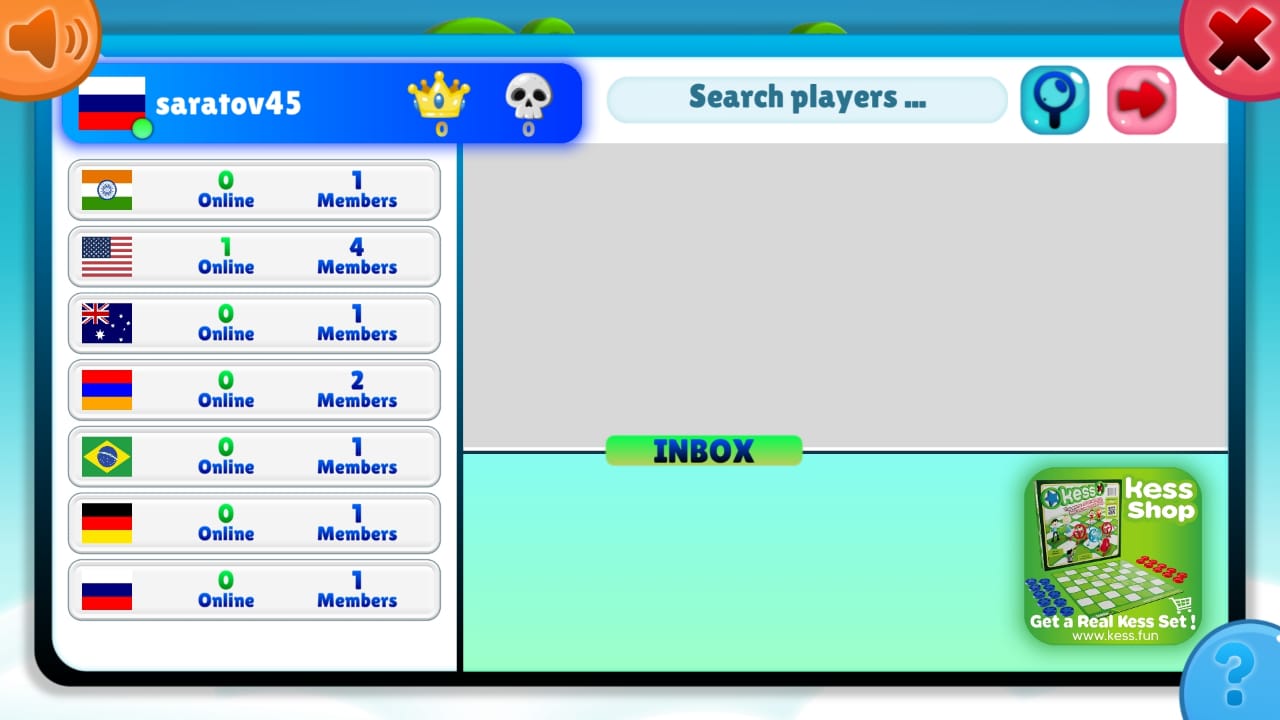 saratov45
0
0
Search players ...
0 Online
1 Members
1 Online
4 Members
0 Online
1 Members
0 Online
2 Members
0 Online
1 Members
0 Online
1 Members
0 Online
1 Members
INBOX
kess
kess
Shop
Get a Real Kess Set !
www.kess.fun
?